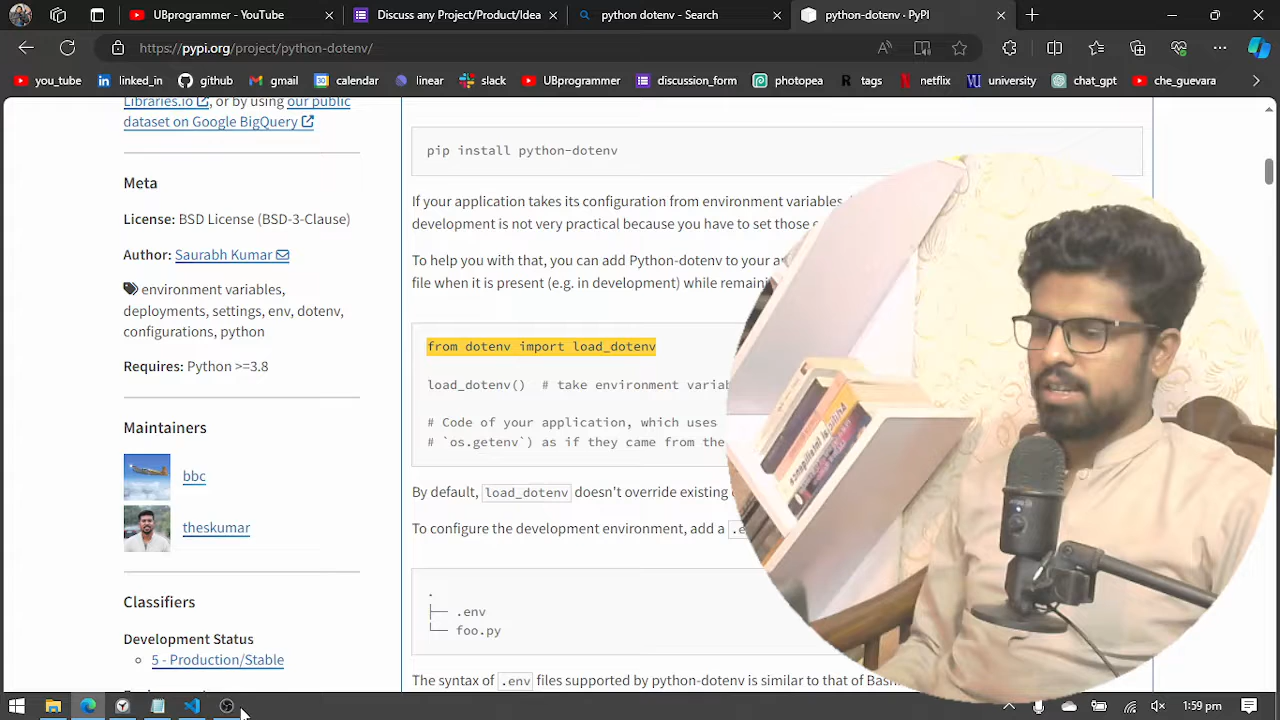 UBprogrammer - YouTube
Discuss any Project/Product/Idea
python dotenv - Search
python-dotenv · PyPI
https://pypi.org/project/python-dotenv/
you_tube
linked_in
github
gmail
calendar
linear
slack
UBprogrammer
discussion_frm
photopea
tags
netflix
university
chat_gpt
che_guevara
Libraries.io, or by using our public
dataset on Google BigQuery
Meta
License: BSD License (BSD-3-Clause)
Author: Saurabh Kumar
environment variables,
deployments, settings, env, dotenv,
configurations, python
Requires: Python >=3.8
Maintainers
bbc
theskumar
Classifiers
Development Status
5 - Production/Stable
pip install python-dotenv
If your application takes its configuration from environment variables,
development is not very practical because you have to set those
To help you with that, you can add Python-dotenv to your
file when it is present (e.g. in development) while
from dotenv import load_dotenv
load_dotenv() # take environment
# Code of your application, which uses
# `os.getenv`) as if they came from the
By default, load_dotenv doesn't override existing
To configure the development environment, add a
.
├── .env
└── foo.py
The syntax of .env files supported by python-dotenv is similar to that of
1:59 pm